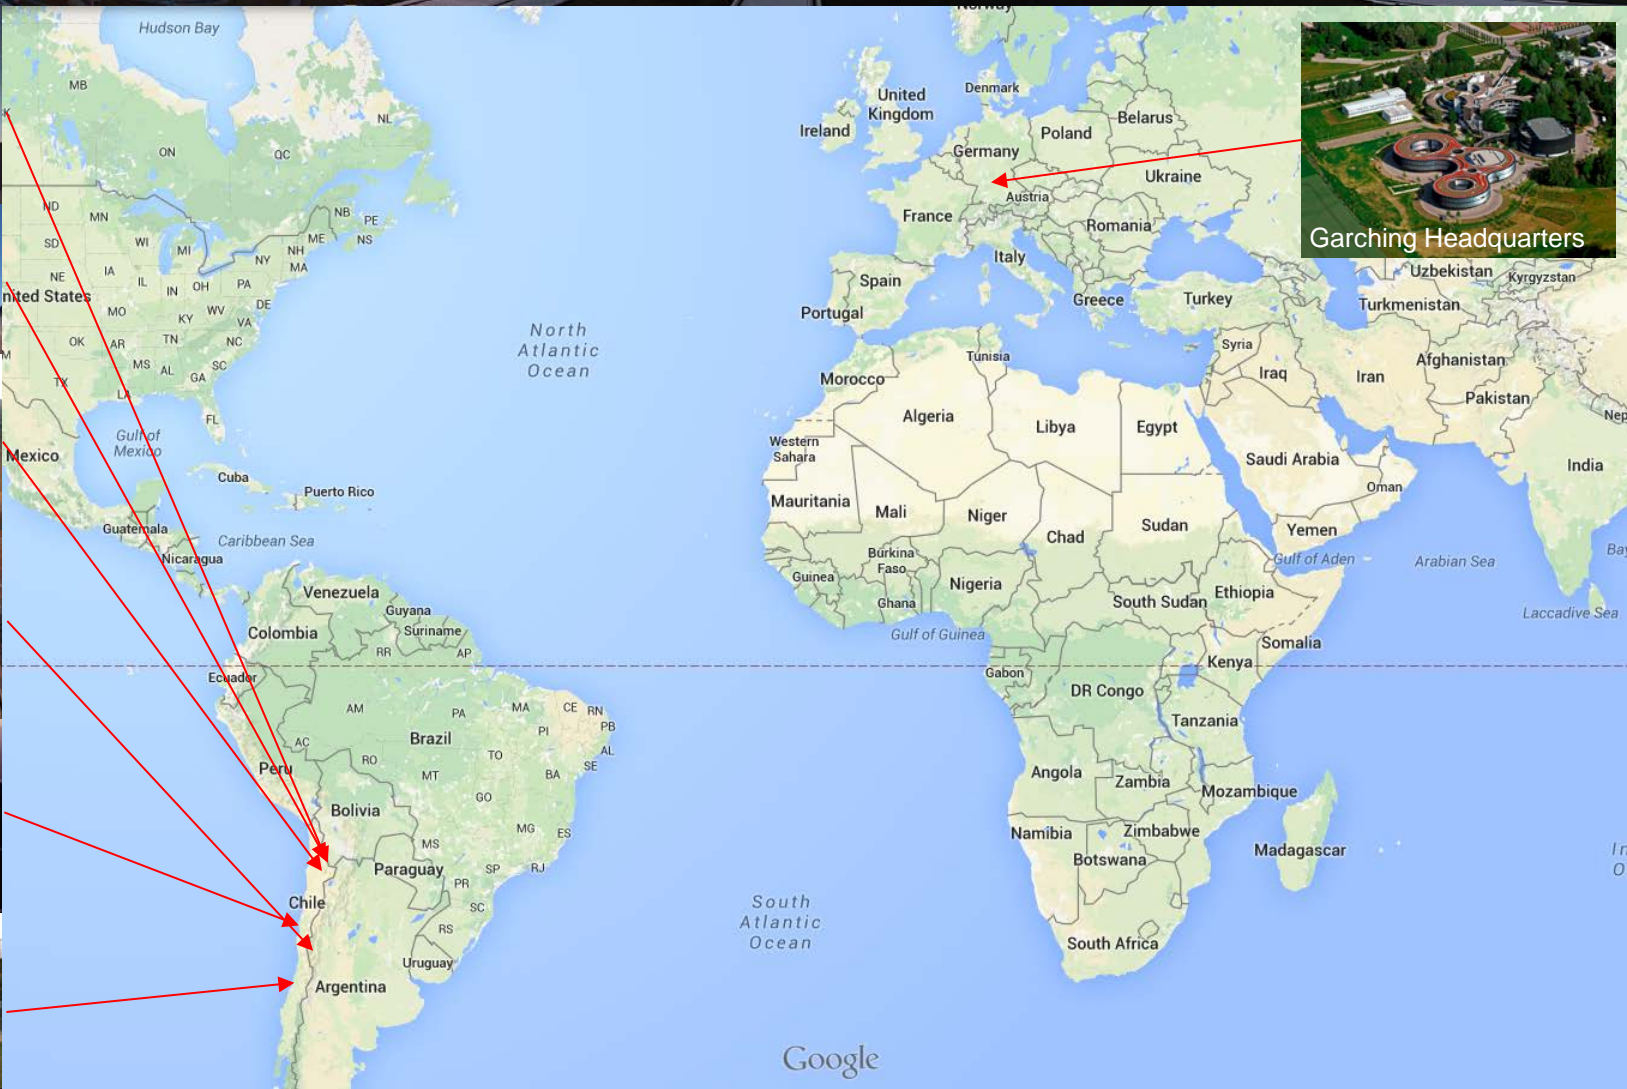 Norway
Hudson Bay
MB
NL
ON
QC
United
Kingdom
Ireland
Denmark
Belarus
Poland
Germany
Ukraine
Austria
France
Romania
Italy
Spain
Portugal
Greece
Turkey
Garching Headquarters
Uzbekistan
Kyrgyzstan
Turkmenistan
ND
MN
NB
PE
SD
WI
MI
ME
NS
NH
NY
MA
NE
IA
IL
IN
OH
PA
nited States
MO
KY
WV
DE
VA
OK
AR
TN
NC
M
MS
AL
SC
GA
TX
LA
FL
North
Atlantic
Ocean
Tunisia
Morocco
Syria
Iraq
Iran
Afghanistan
Pakistan
Nep
Algeria
Libya
Egypt
Western
Sahara
Saudi Arabia
India
Oman
Gulf of
Mexico
Mexico
Cuba
Puerto Rico
Guatemala
Caribbean Sea
Nicaragua
Mauritania
Mali
Niger
Chad
Sudan
Yemen
Gulf of Aden
Arabian Sea
Bay
Burkina
Faso
Guinea
Nigeria
Ghana
South Sudan
Ethiopia
Laccadive Sea
Gulf of Guinea
Somalia
Venezuela
Guyana
Colombia
Suriname
RR
AP
Ecuador
Gabon
Kenya
DR Congo
AM
PA
MA
CE
RN
PB
PI
AC
Brazil
TO
AL
Peru
RO
MT
BA
SE
Tanzania
Angola
Zambia
Mozambique
Bolivia
GO
MG
ES
MS
Namibia
Zimbabwe
Botswana
Madagascar
Paraguay
SP
RJ
PR
Chile
SC
RS
South
Atlantic
Ocean
South Africa
Uruguay
Argentina
In
O
Google